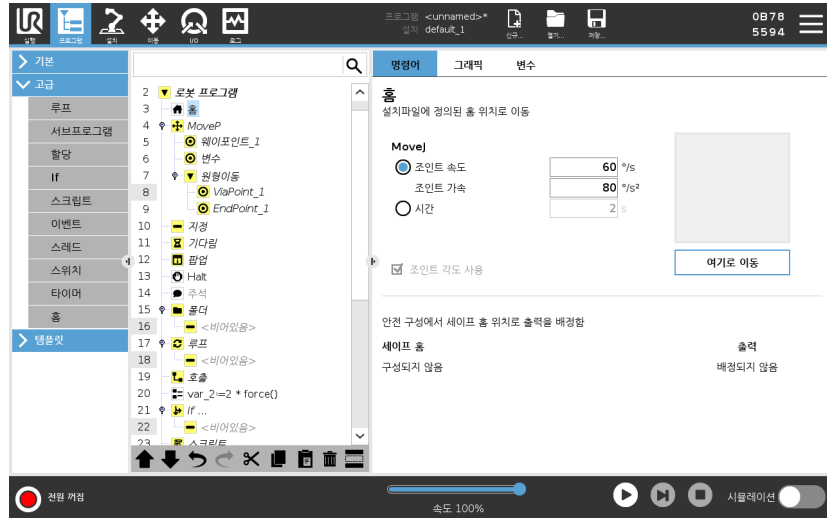 UR
실행
프로그램
설치
이동
I/O
로그
프로그램 <unnamed>*
설치 default_1
신규...
열기...
저장...
0B78
5594
기본
고급
루프
서브프로그램
할당
If
스크립트
이벤트
스레드
스위치
타이머
홈
템플릿
2 로봇 프로그램
3 홈
4 MoveP
5 웨이포인트_1
6 변수
7 원형이동
8 ViaPoint_1
9 EndPoint_1
10 지정
11 기다림
12 팝업
13 Halt
14 주석
15 폴더
16 <비어있음>
17 루프
18 <비어있음>
19 호출
20 var_2≔2 * force()
21 If ...
22 <비어있음>
23 스크립트
명령어
그래픽
변수
홈
설치파일에 정의된 홈 위치로 이동
MoveJ
조인트 속도 60 °/s
조인트 가속 80 °/s²
시간 2 s
조인트 각도 사용
여기로 이동
안전 구성에서 세이프 홈 위치로 출력을 배정함
세이프 홈 출력
구성되지 않음 배정되지 않음
전원 꺼짐
속도 100%
시뮬레이션